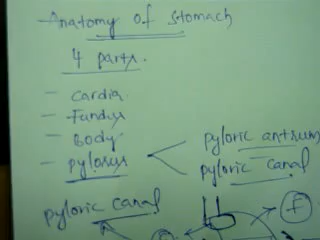 Anatomy of stomach
4 parts.
- Cardia
- Fundus
- Body
- pylorus
pyloric antrum
pyloric canal
pyloric canal
F